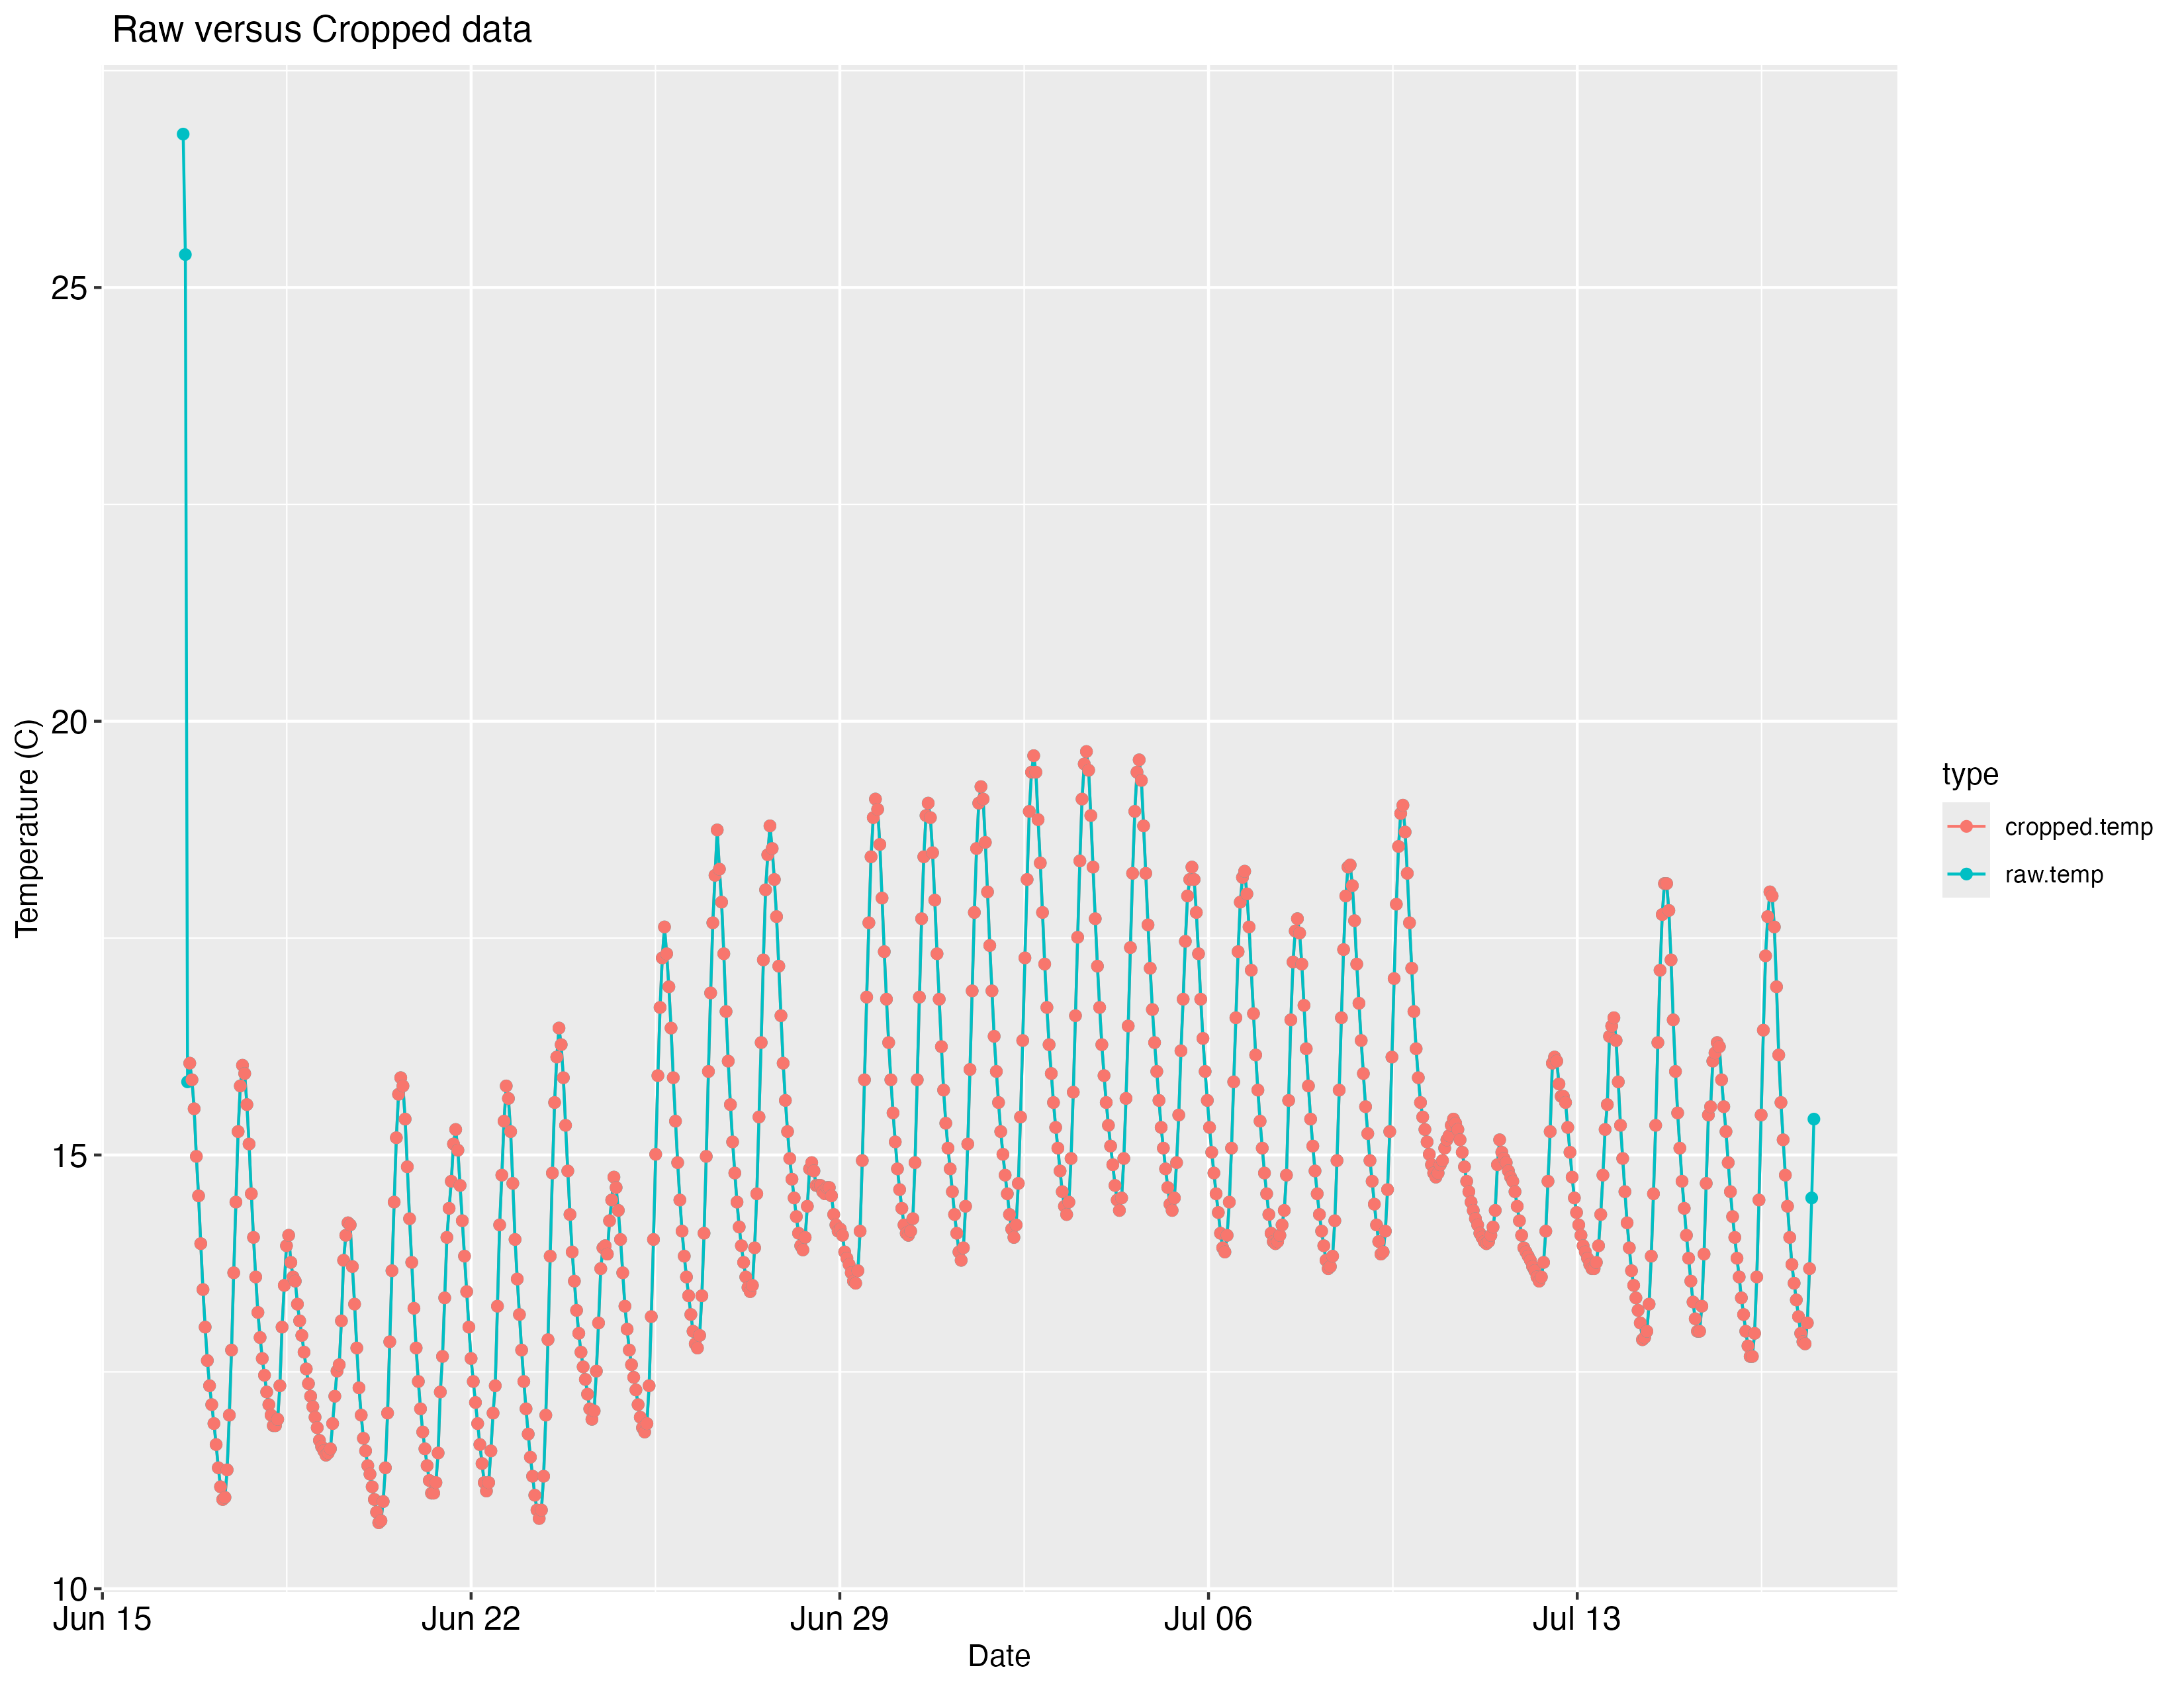 Raw versus Cropped data
Temperature (C)
25
20
15
10
Jun 15
Jun 22
Jun 29
Jul 06
Jul 13
Date
type
cropped.temp
raw.temp